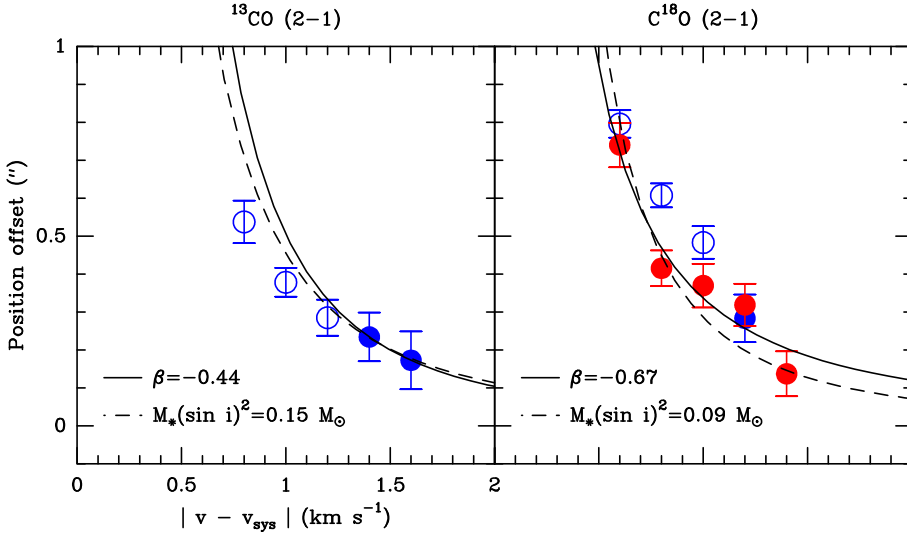 ¹³CO (2−1)
C¹⁸O (2−1)
Position offset (″)
1
0.5
0
β=−0.44
M*(sin i)²=0.15 M⊙
β=−0.67
M*(sin i)²=0.09 M⊙
0 0.5 1 1.5 2
| v − v_sys | (km s⁻¹)